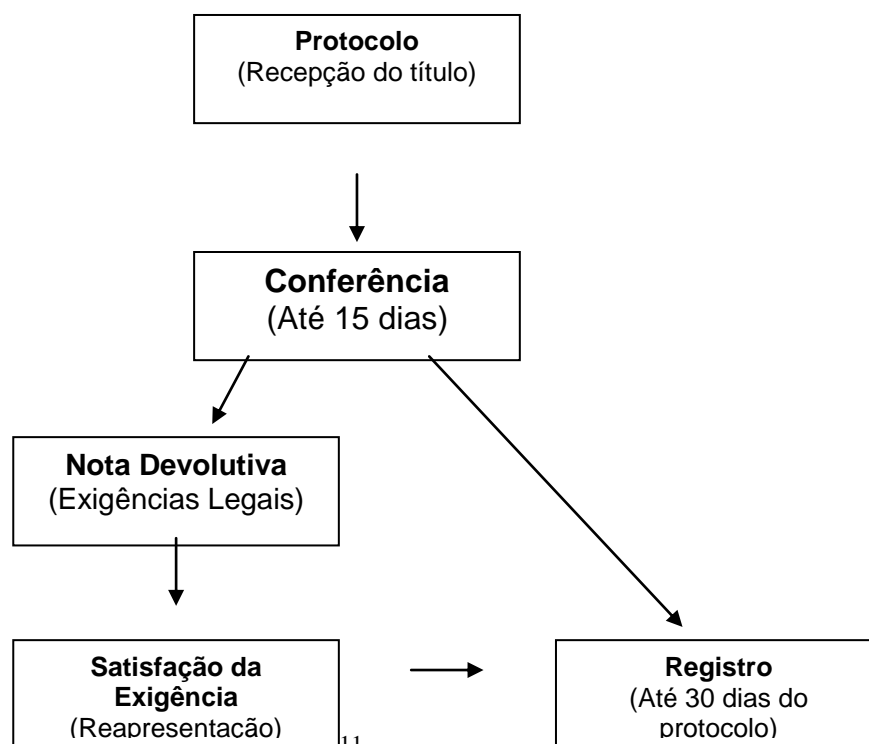 Protocolo
(Recepção do título)
Conferência
(Até 15 dias)
Nota Devolutiva
(Exigências Legais)
Satisfação da
Exigência
(Reapresentação)
11
Registro
(Até 30 dias do
protocolo)